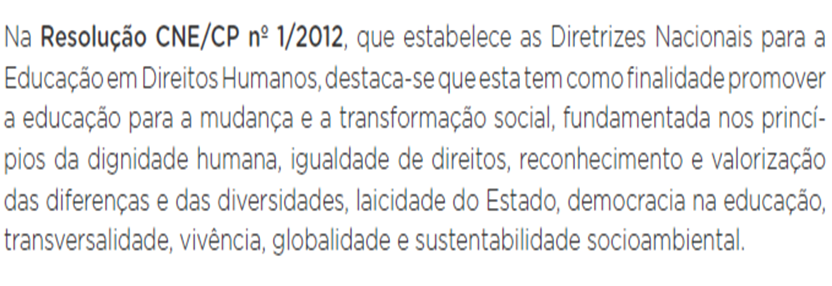 Na Resolução CNE/CP nº 1/2012, que estabelece as Diretrizes Nacionais para a
Educação em Direitos Humanos, destaca-se que esta tem como finalidade promover
a educação para a mudança e a transformação social, fundamentada nos princí-
pios da dignidade humana, igualdade de direitos, reconhecimento e valorização
das diferenças e das diversidades, laicidade do Estado, democracia na educação,
transversalidade, vivência, globalidade e sustentabilidade socioambiental.